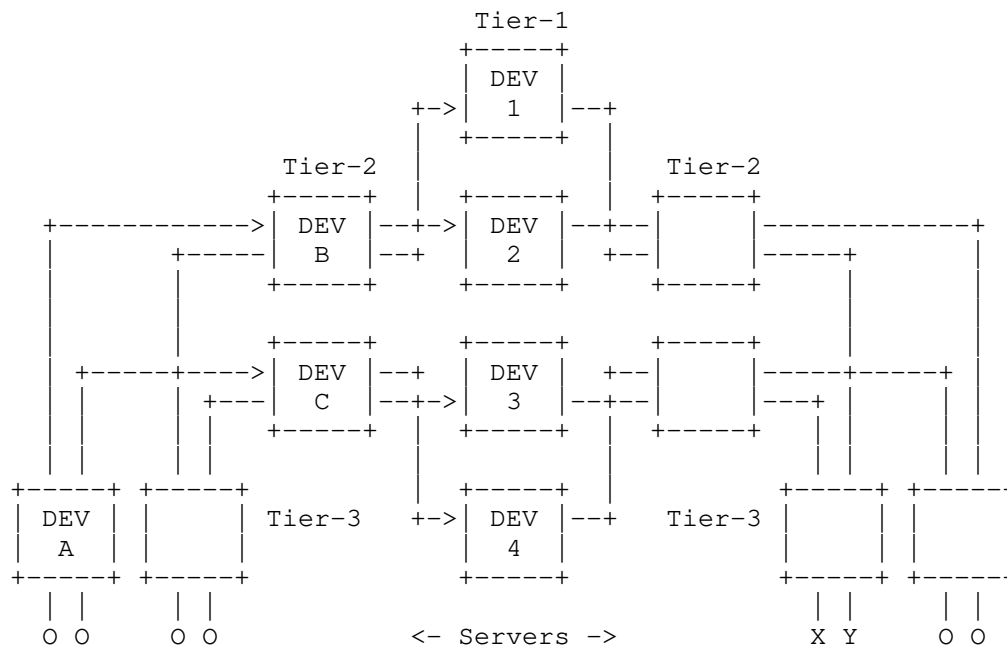 Tier-1
DEV
1
Tier-2 Tier-2
DEV DEV
B 2
DEV DEV
C 3
DEV Tier-3 DEV Tier-3
A 4
O O O O <- Servers -> X Y O O